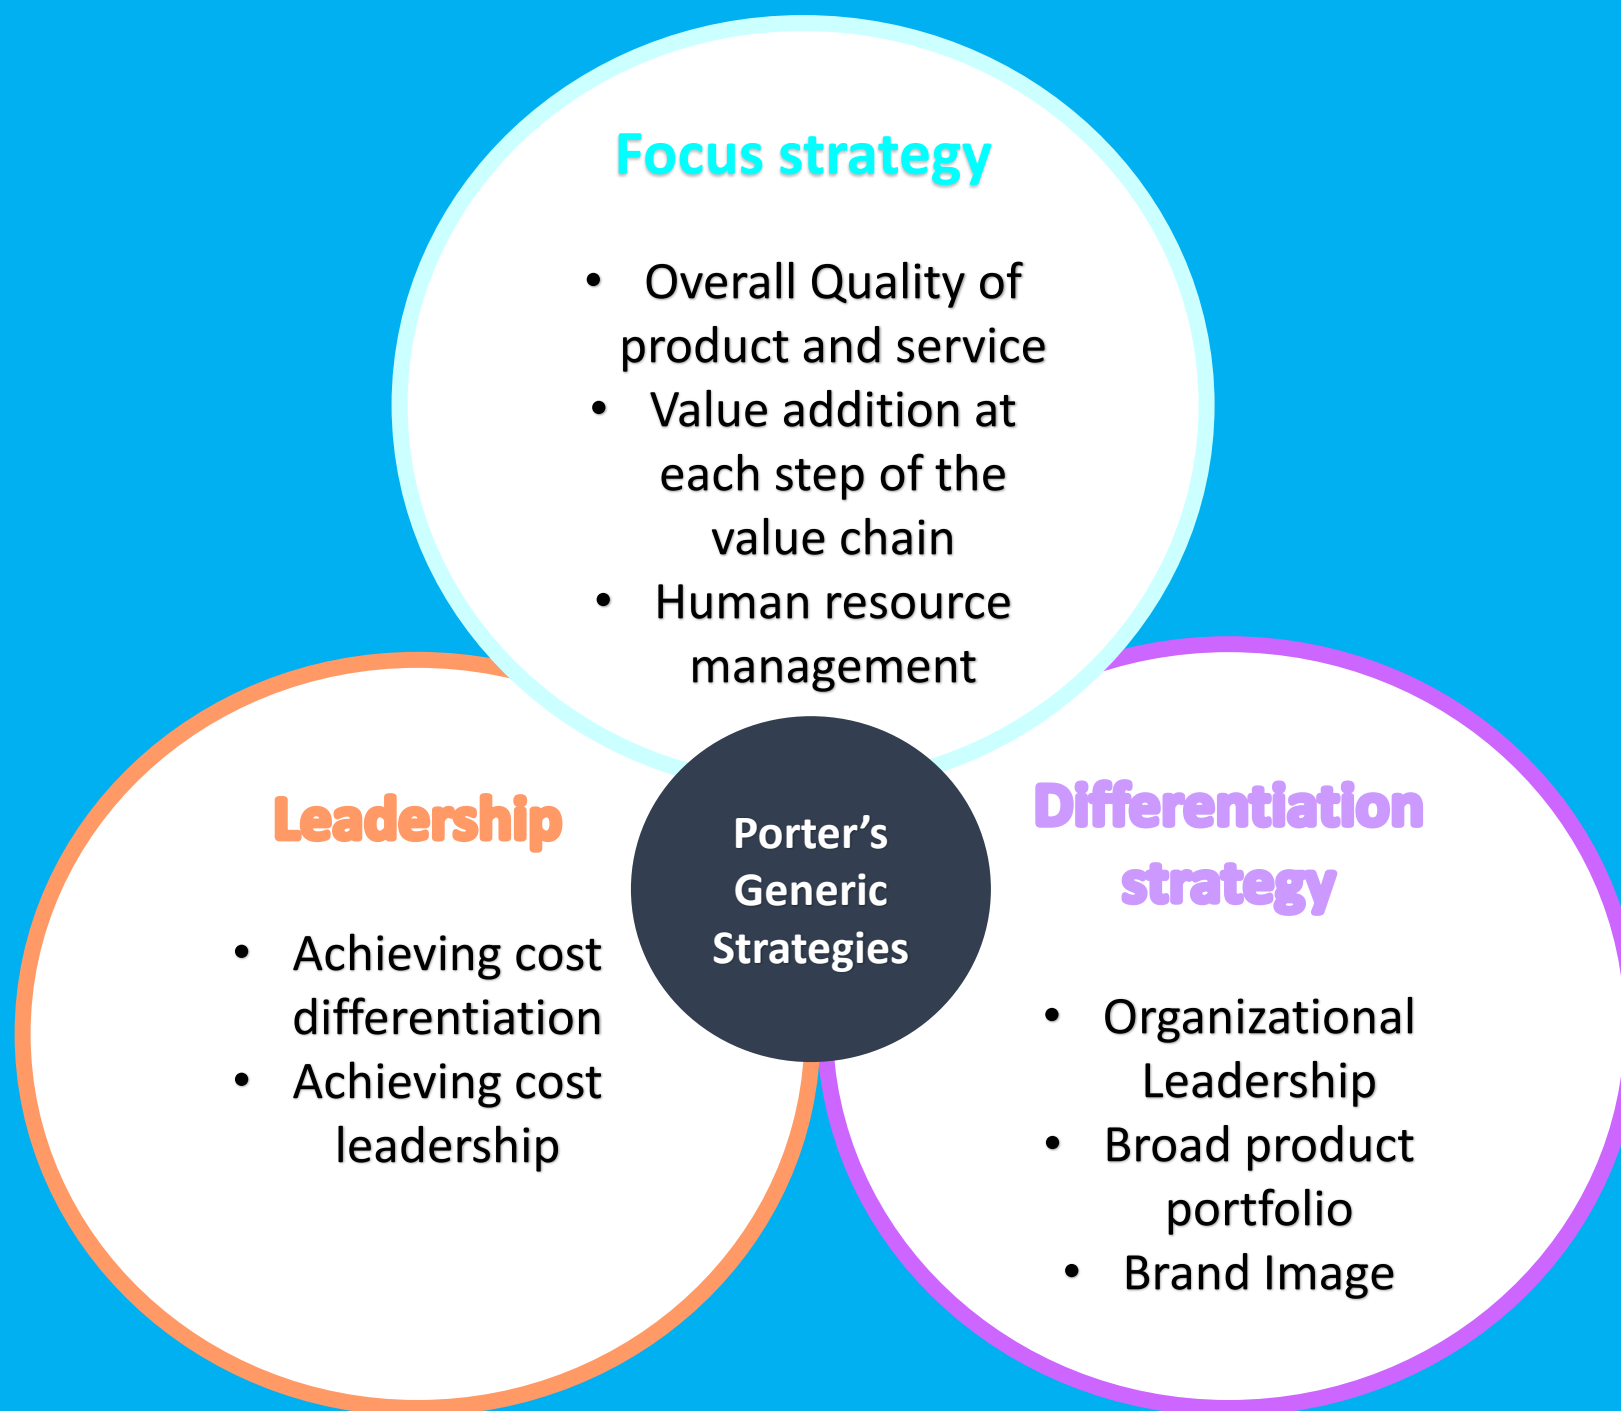 Focus strategy
• Overall Quality of
product and service
• Value addition at
each step of the
value chain
• Human resource
management
Leadership
• Achieving cost
differentiation
• Achieving cost
leadership
Porter’s
Generic
Strategies
Differentiation
strategy
• Organizational
Leadership
• Broad product
portfolio
• Brand Image